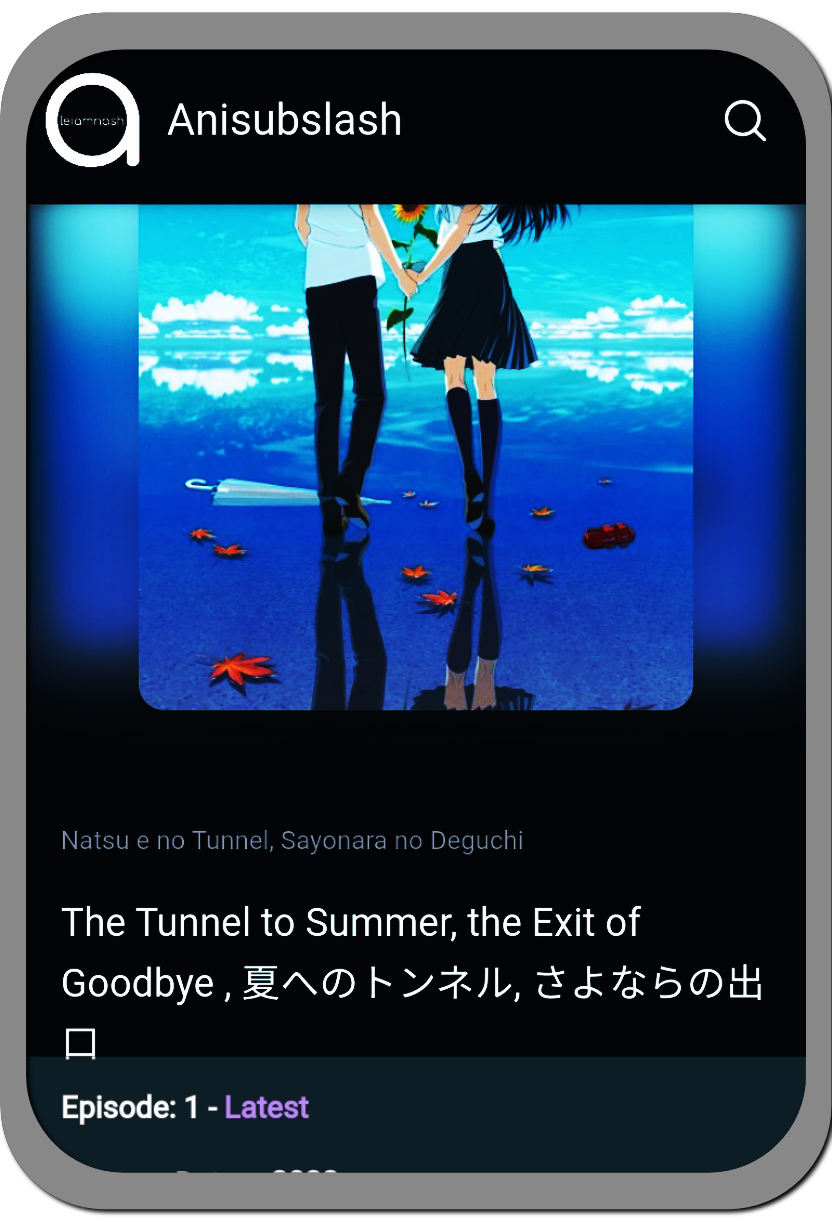 leiamnash
Anisubslash
Natsu e no Tunnel, Sayonara no Deguchi
The Tunnel to Summer, the Exit of
Goodbye , 夏へのトンネル, さよならの出
口
Episode: 1 - Latest